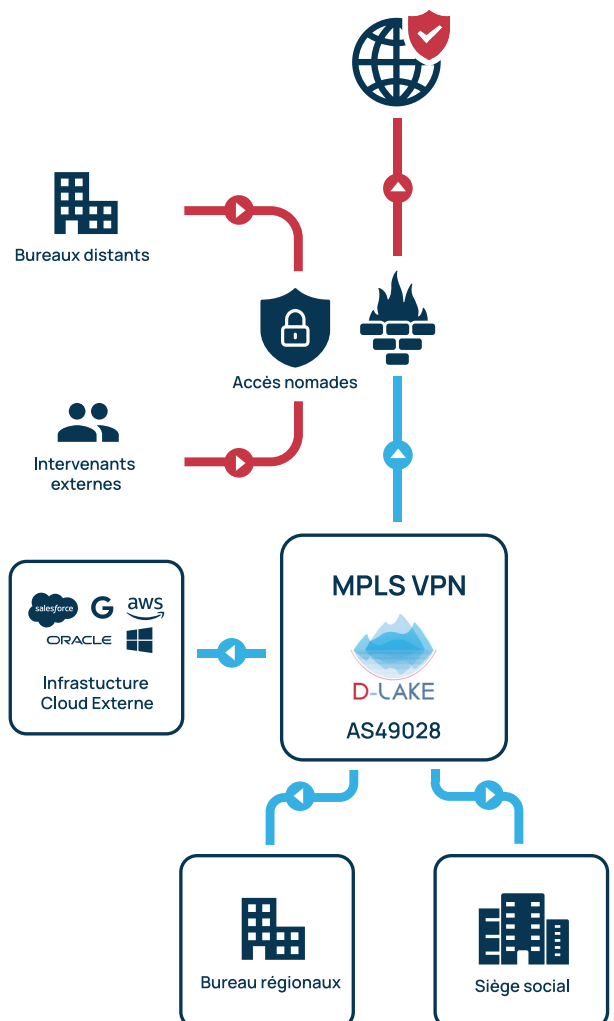 Bureaux distants
Accès nomades
Intervenants
externes
MPLS VPN
D-LAKE
AS49028
salesforce
G
aws
ORACLE
Infrastucture
Cloud Externe
Bureau régionaux
Siège social